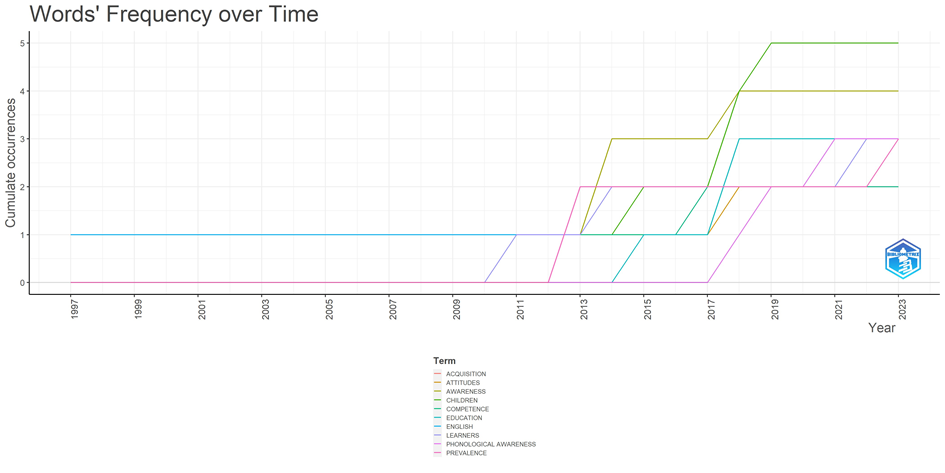 Words' Frequency over Time
Cumulate occurrences
5
4
3
2
1
0
1997
1999
2001
2003
2005
2007
2009
2011
2013
2015
2017
2019
2021
2023
Year
BIBLIOMETRIX
Term
ACQUISITION
ATTITUDES
AWARENESS
CHILDREN
COMPETENCE
EDUCATION
ENGLISH
LEARNERS
PHONOLOGICAL AWARENESS
PREVALENCE